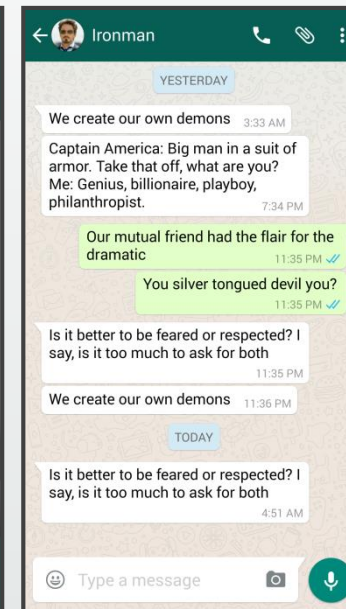 Ironman
YESTERDAY
We create our own demons 3:33 AM
Captain America: Big man in a suit of
armor. Take that off, what are you?
Me: Genius, billionaire, playboy,
philanthropist. 7:34 PM
Our mutual friend had the flair for the
dramatic 11:35 PM
You silver tongued devil you?
11:35 PM
Is it better to be feared or respected? I
say, is it too much to ask for both
11:35 PM
We create our own demons 11:36 PM
TODAY
Is it better to be feared or respected? I
say, is it too much to ask for both
4:51 AM
Type a message